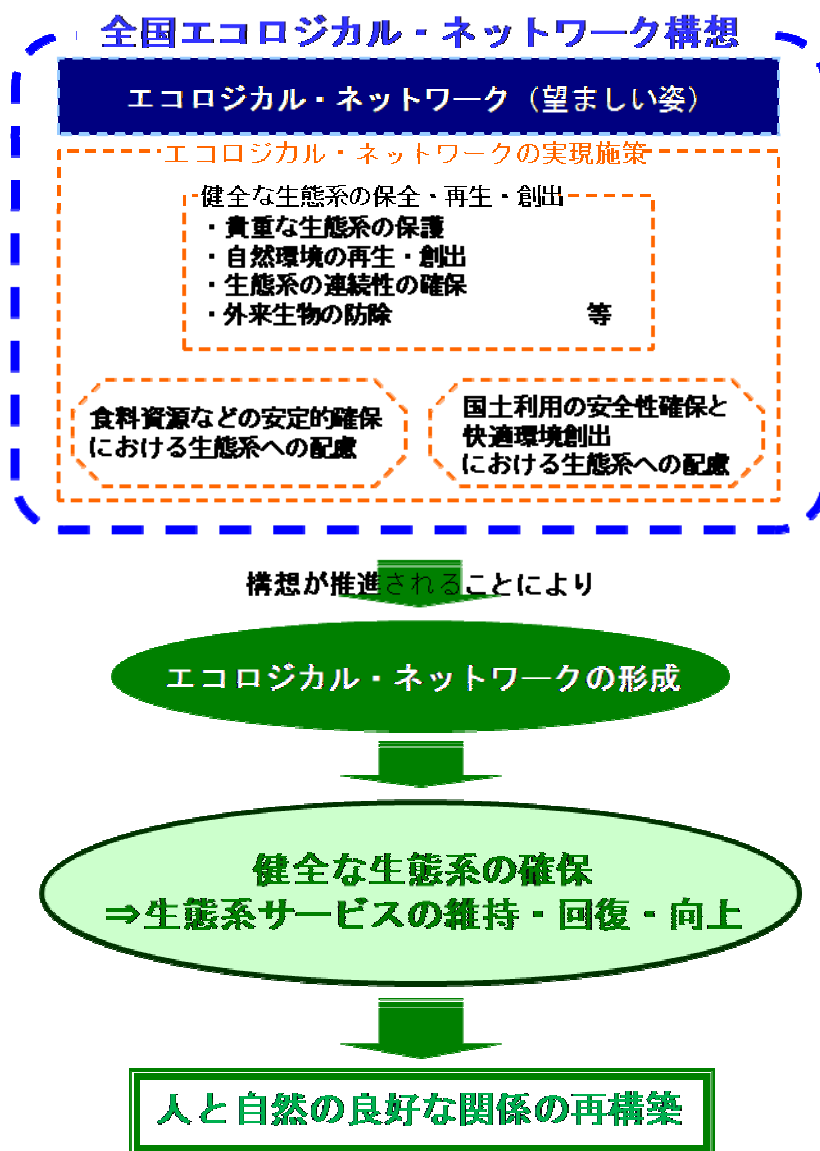 全国エコロジカル・ネットワーク構想
エコロジカル・ネットワーク（望ましい姿）
エコロジカル・ネットワークの実現施策
健全な生態系の保全・再生・創出
・貴重な生態系の保護
・自然環境の再生・創出
・生態系の連続性の確保
・外来生物の防除　等
食料資源などの安定的確保
における生態系への配慮
国土利用の安全性確保と
快適環境創出
における生態系への配慮
構想が推進されることにより
エコロジカル・ネットワークの形成
健全な生態系の確保
⇒生態系サービスの維持・回復・向上
人と自然の良好な関係の再構築